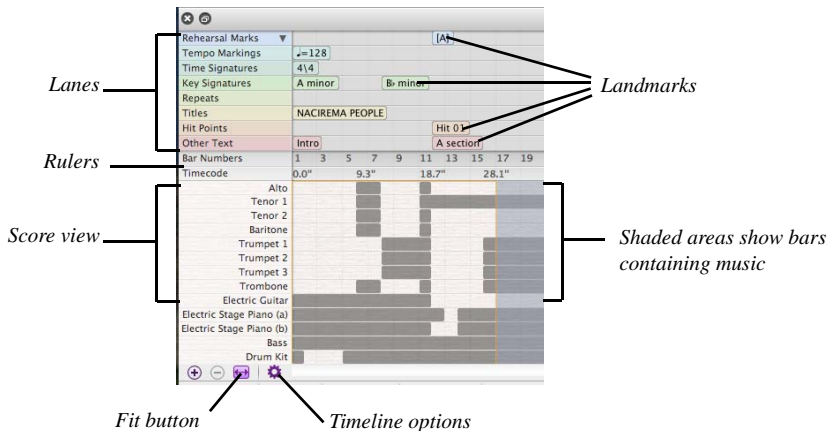 Rehearsal Marks [A]
Tempo Markings ♩=128
Time Signatures 4\4
Key Signatures A minor B♭ minor
Repeats
Titles NACIREMA PEOPLE
Hit Points Hit 01
Other Text Intro A section
Bar Numbers 1 3 5 7 9 11 13 15 17 19
Timecode 0.0" 9.3" 18.7" 28.1"
Alto
Tenor 1
Tenor 2
Baritone
Trumpet 1
Trumpet 2
Trumpet 3
Trombone
Electric Guitar
Electric Stage Piano (a)
Electric Stage Piano (b)
Bass
Drum Kit
Lanes
Rulers
Score view
Landmarks
Shaded areas show bars
containing music
Fit button
Timeline options